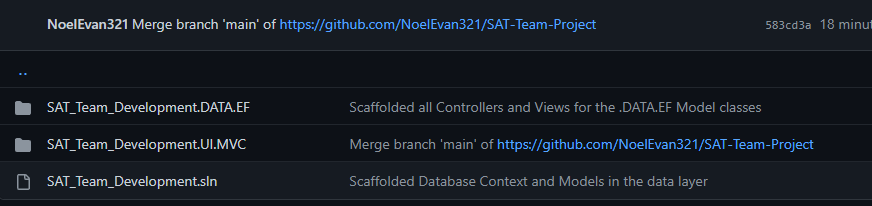 NoelEvan321 Merge branch 'main' of https://github.com/NoelEvan321/SAT-Team-Project 583cd3a 18 minut
..
SAT_Team_Development.DATA.EF Scaffolded all Controllers and Views for the .DATA.EF Model classes
SAT_Team_Development.UI.MVC Merge branch 'main' of https://github.com/NoelEvan321/SAT-Team-Project
SAT_Team_Development.sln Scaffolded Database Context and Models in the data layer